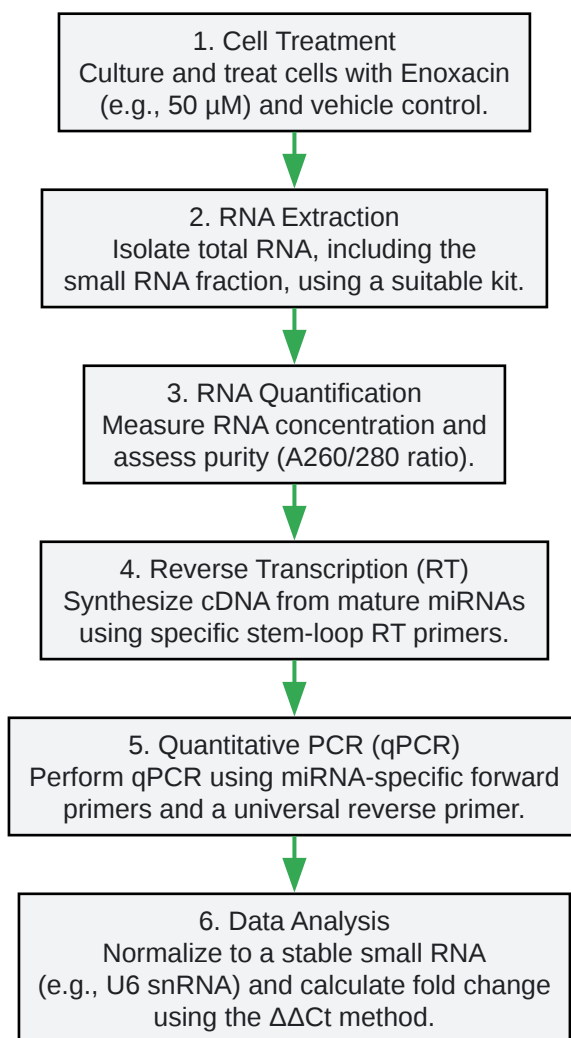 1. Cell Treatment
Culture and treat cells with Enoxacin
(e.g., 50 µM) and vehicle control.
2. RNA Extraction
Isolate total RNA, including the
small RNA fraction, using a suitable kit.
3. RNA Quantification
Measure RNA concentration and
assess purity (A260/280 ratio).
4. Reverse Transcription (RT)
Synthesize cDNA from mature miRNAs
using specific stem-loop RT primers.
5. Quantitative PCR (qPCR)
Perform qPCR using miRNA-specific forward
primers and a universal reverse primer.
6. Data Analysis
Normalize to a stable small RNA
(e.g., U6 snRNA) and calculate fold change
using the ΔΔCt method.